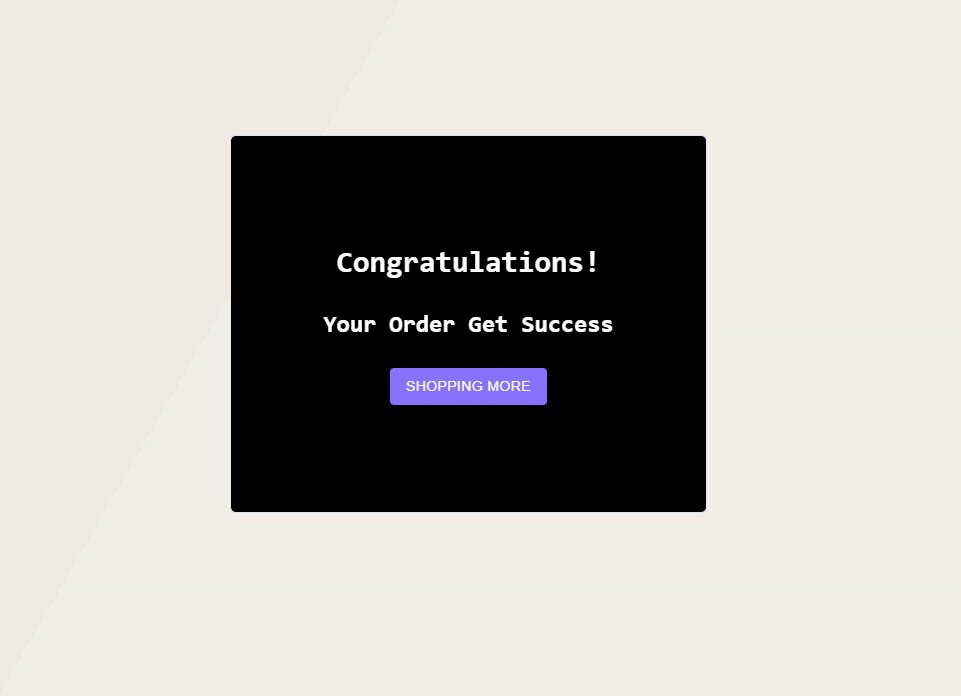 Congratulations!
Your Order Get Success
SHOPPING MORE